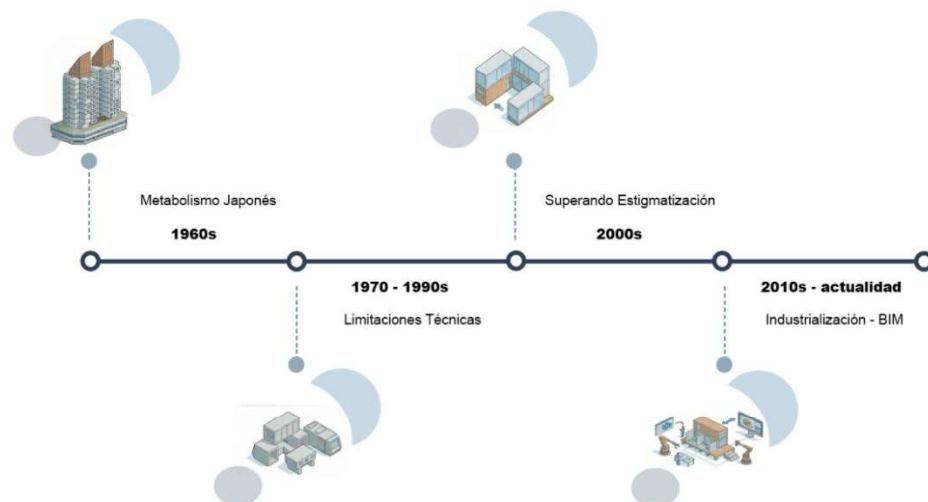 Metabolismo Japonés
1960s
1970 - 1990s
Limitaciones Técnicas
Superando Estigmatización
2000s
2010s - actualidad
Industrialización - BIM